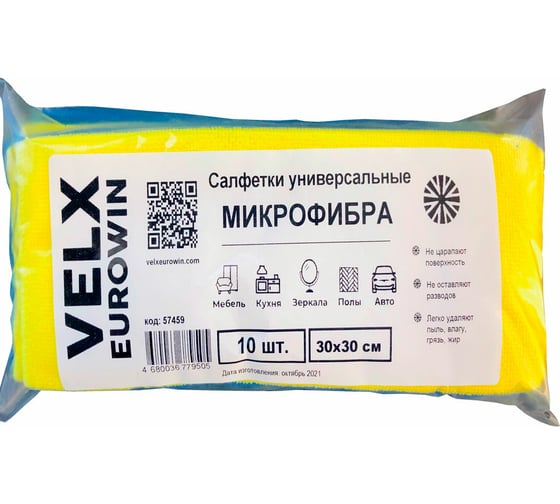 VELX
EUROWIN
velxeurowin.com
код: 57459
4 680036 779505
Салфетки универсальные
МИКРОФИБРА
Мебель Кухня Зеркала Полы Авто
10 шт. 30х30 см
Дата изготовления октябрь 2021
Не царапают
поверхность
Не оставляют
разводов
Легко удаляют
пыль, влагу,
грязь, жир